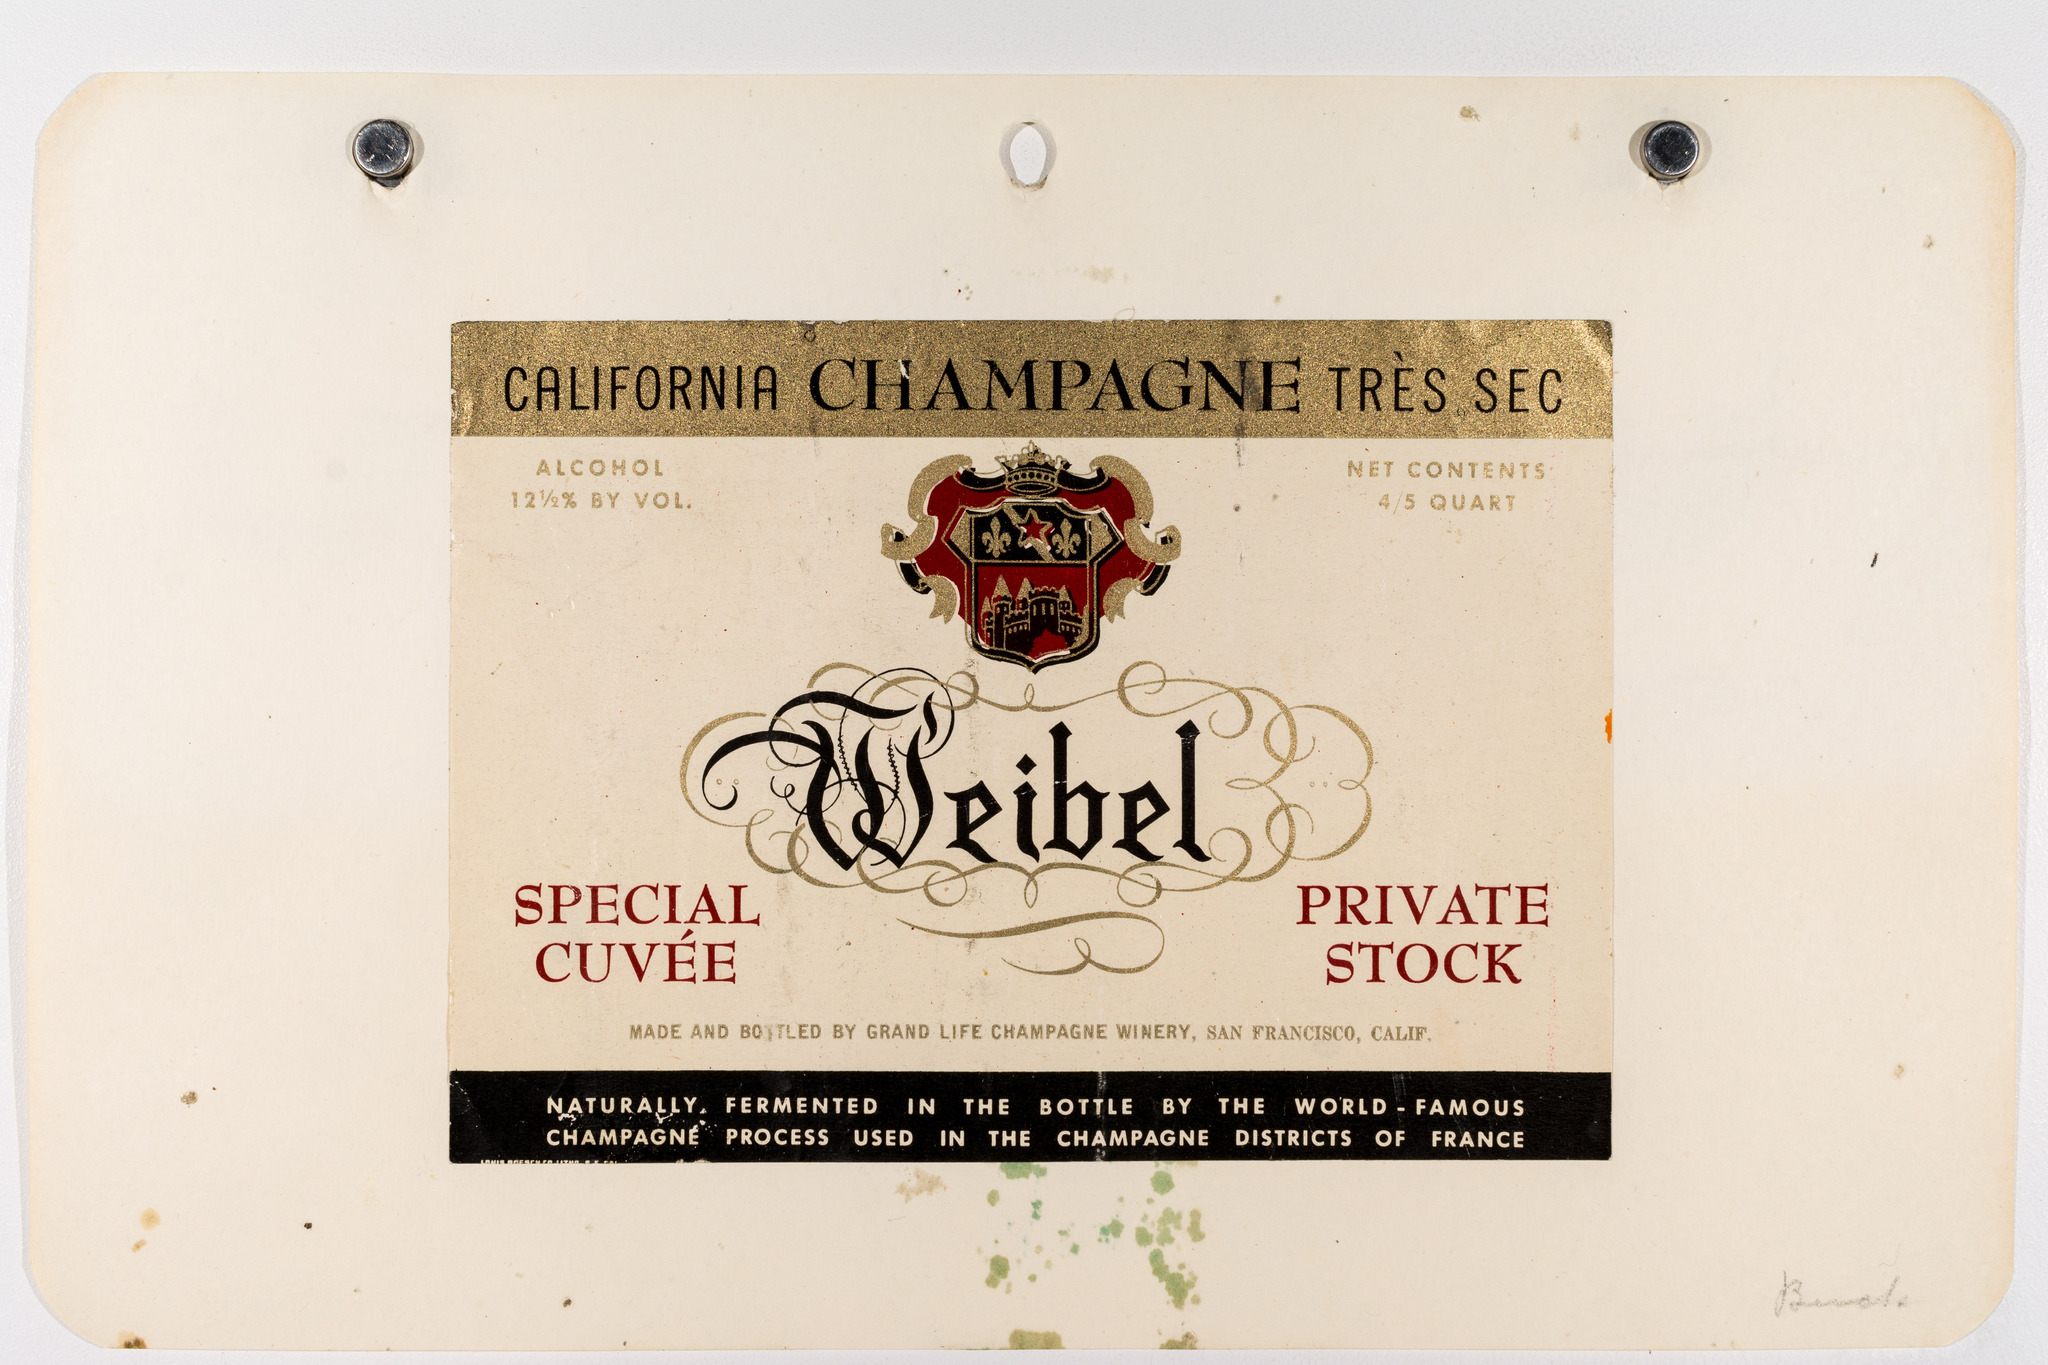 CALIFORNIA CHAMPAGNE TRÈS SEC
ALCOHOL
12½% BY VOL.
NET CONTENTS
4/5 QUART
Weibel
SPECIAL
CUVÉE
PRIVATE
STOCK
MADE AND BOTTLED BY GRAND LIFE CHAMPAGNE WINERY, SAN FRANCISCO, CALIF.
NATURALLY FERMENTED IN THE BOTTLE BY THE WORLD-FAMOUS
CHAMPAGNE PROCESS USED IN THE CHAMPAGNE DISTRICTS OF FRANCE